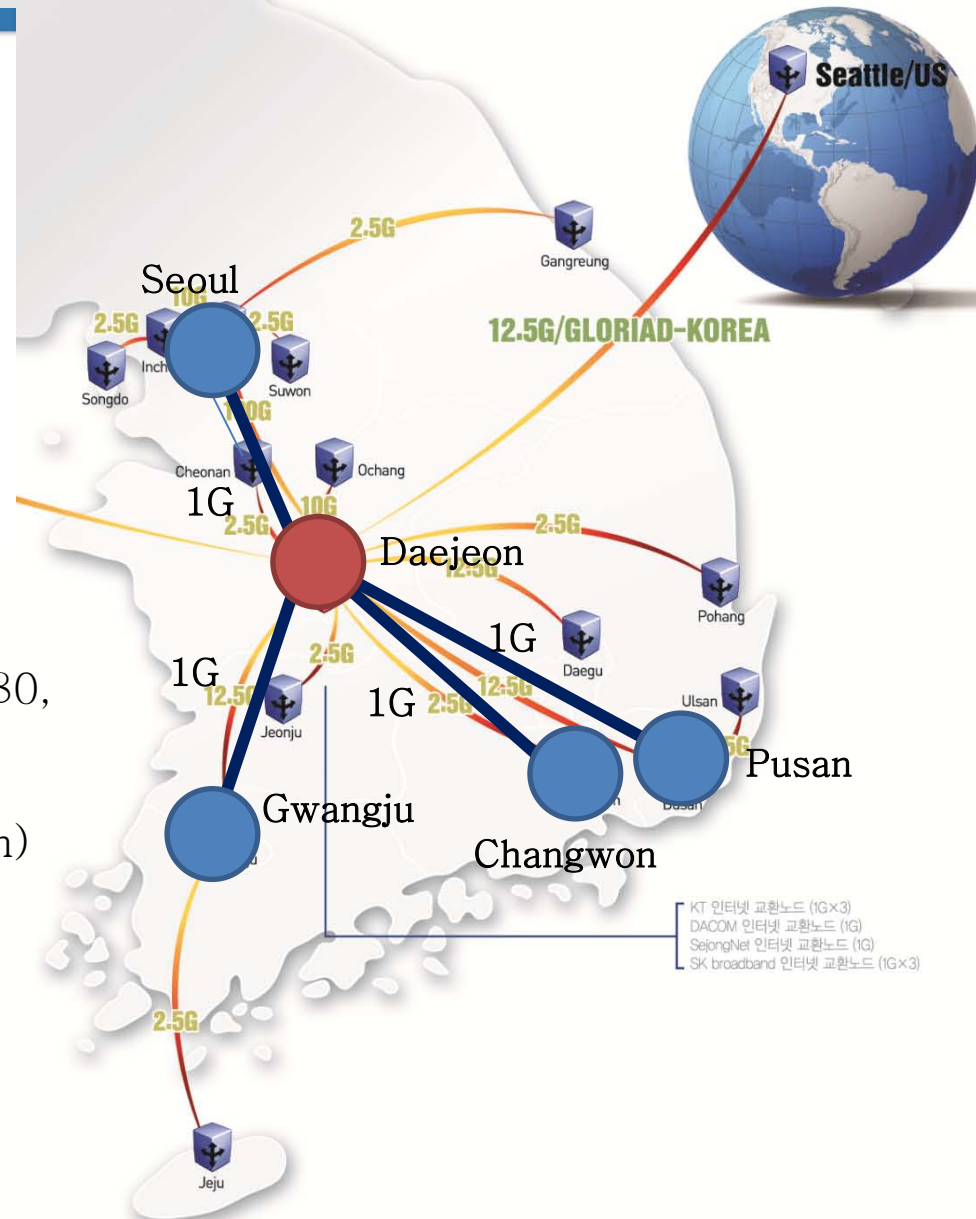 Seattle/US
2.5G
Gangreung
Seoul
10G
2.5G
2.5G
12.5G/GLORIAD-KOREA
Suwon
Songdo
Cheonan
Ochang
1G
2.5G
10G
Daejeon
2.5G
12.5G
Pohang
1G
Daegu
2.5G
1G
12.5G
80,
1G
2.5G
12.5G
Ulsan
Jeonju
Pusan
Gwangju
Changwon
KT 인터넷 교환노드 (1G×3)
DACOM 인터넷 교환노드 (1G)
SejongNet 인터넷 교환노드 (1G)
SK broadband 인터넷 교환노드 (1G×3)
2.5G
Jeju